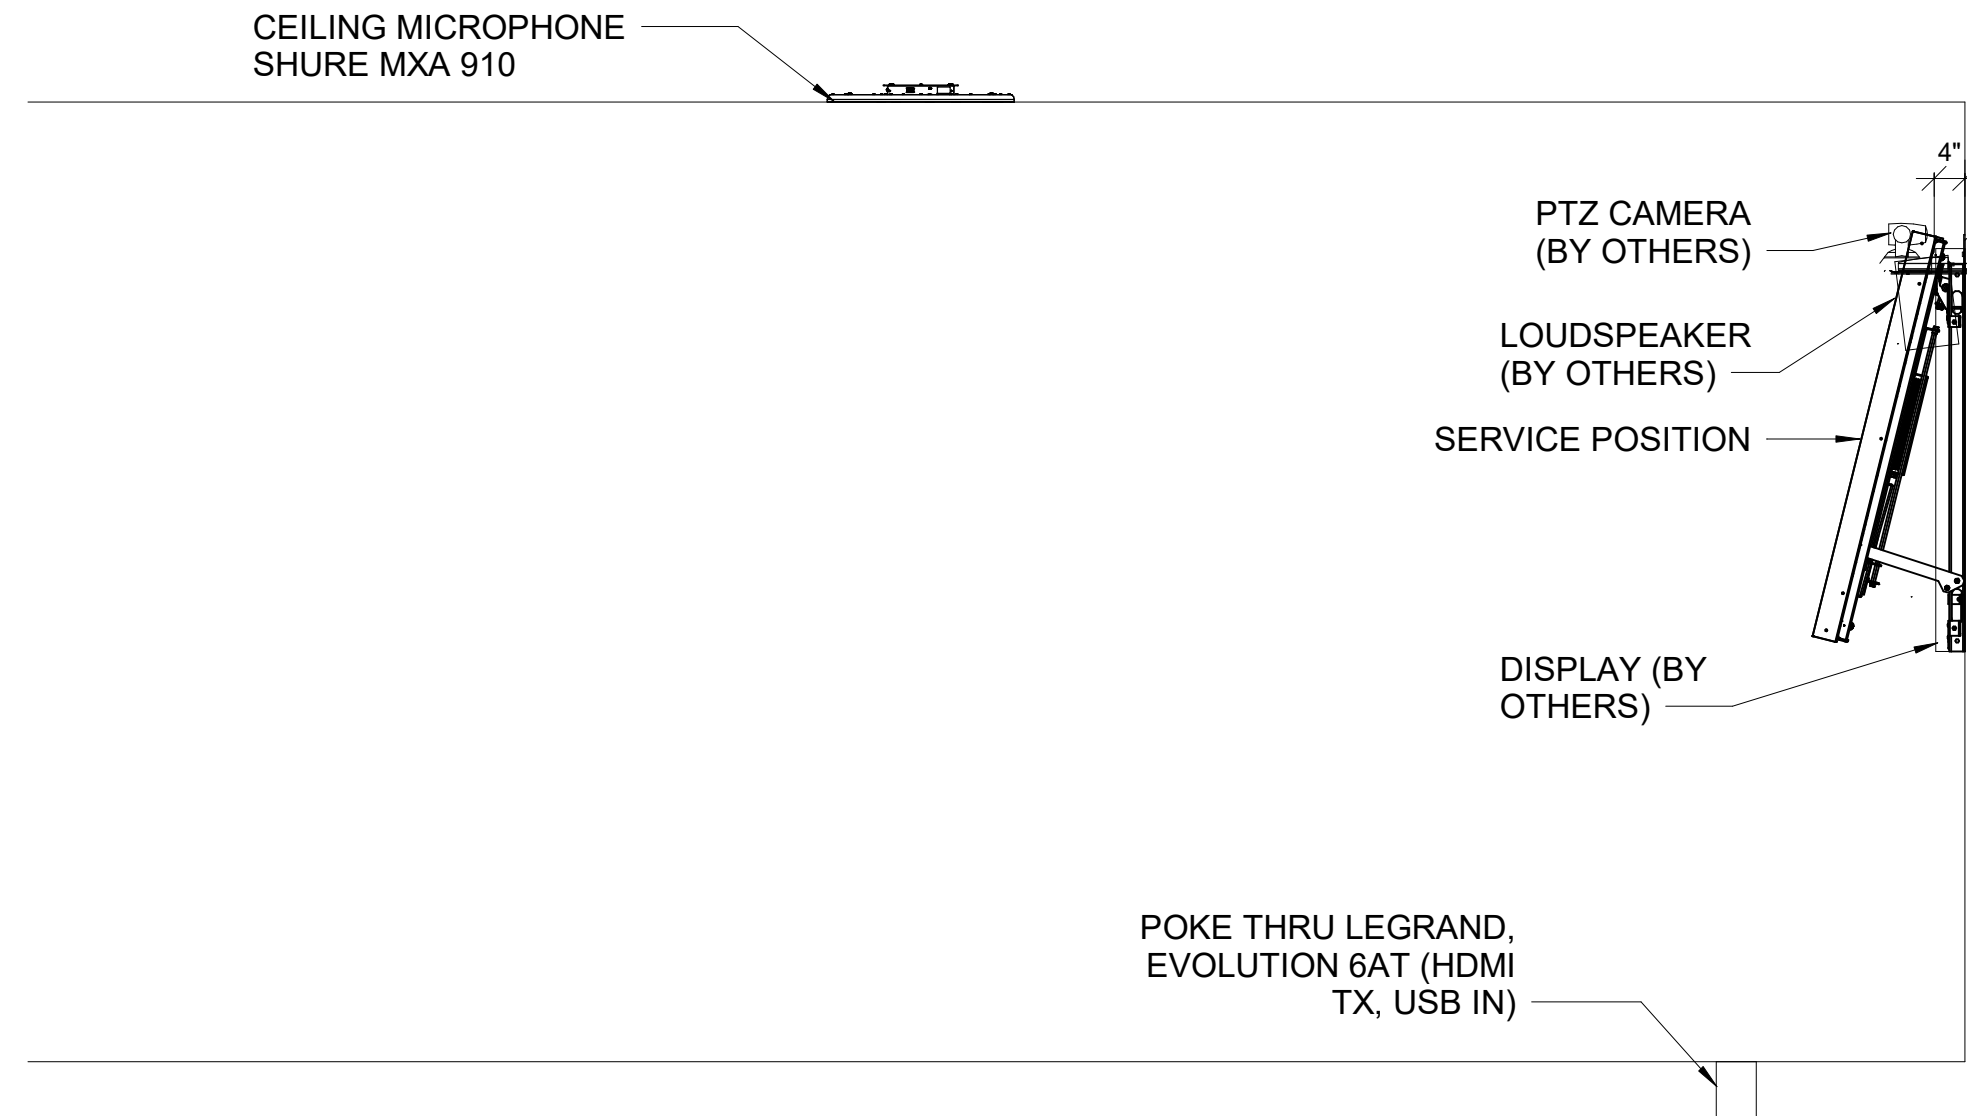 CEILING MICROPHONE
SHURE MXA 910
4"
PTZ CAMERA
(BY OTHERS)
LOUDSPEAKER
(BY OTHERS)
SERVICE POSITION
DISPLAY (BY
OTHERS)
POKE THRU LEGRAND,
EVOLUTION 6AT (HDMI
TX, USB IN)